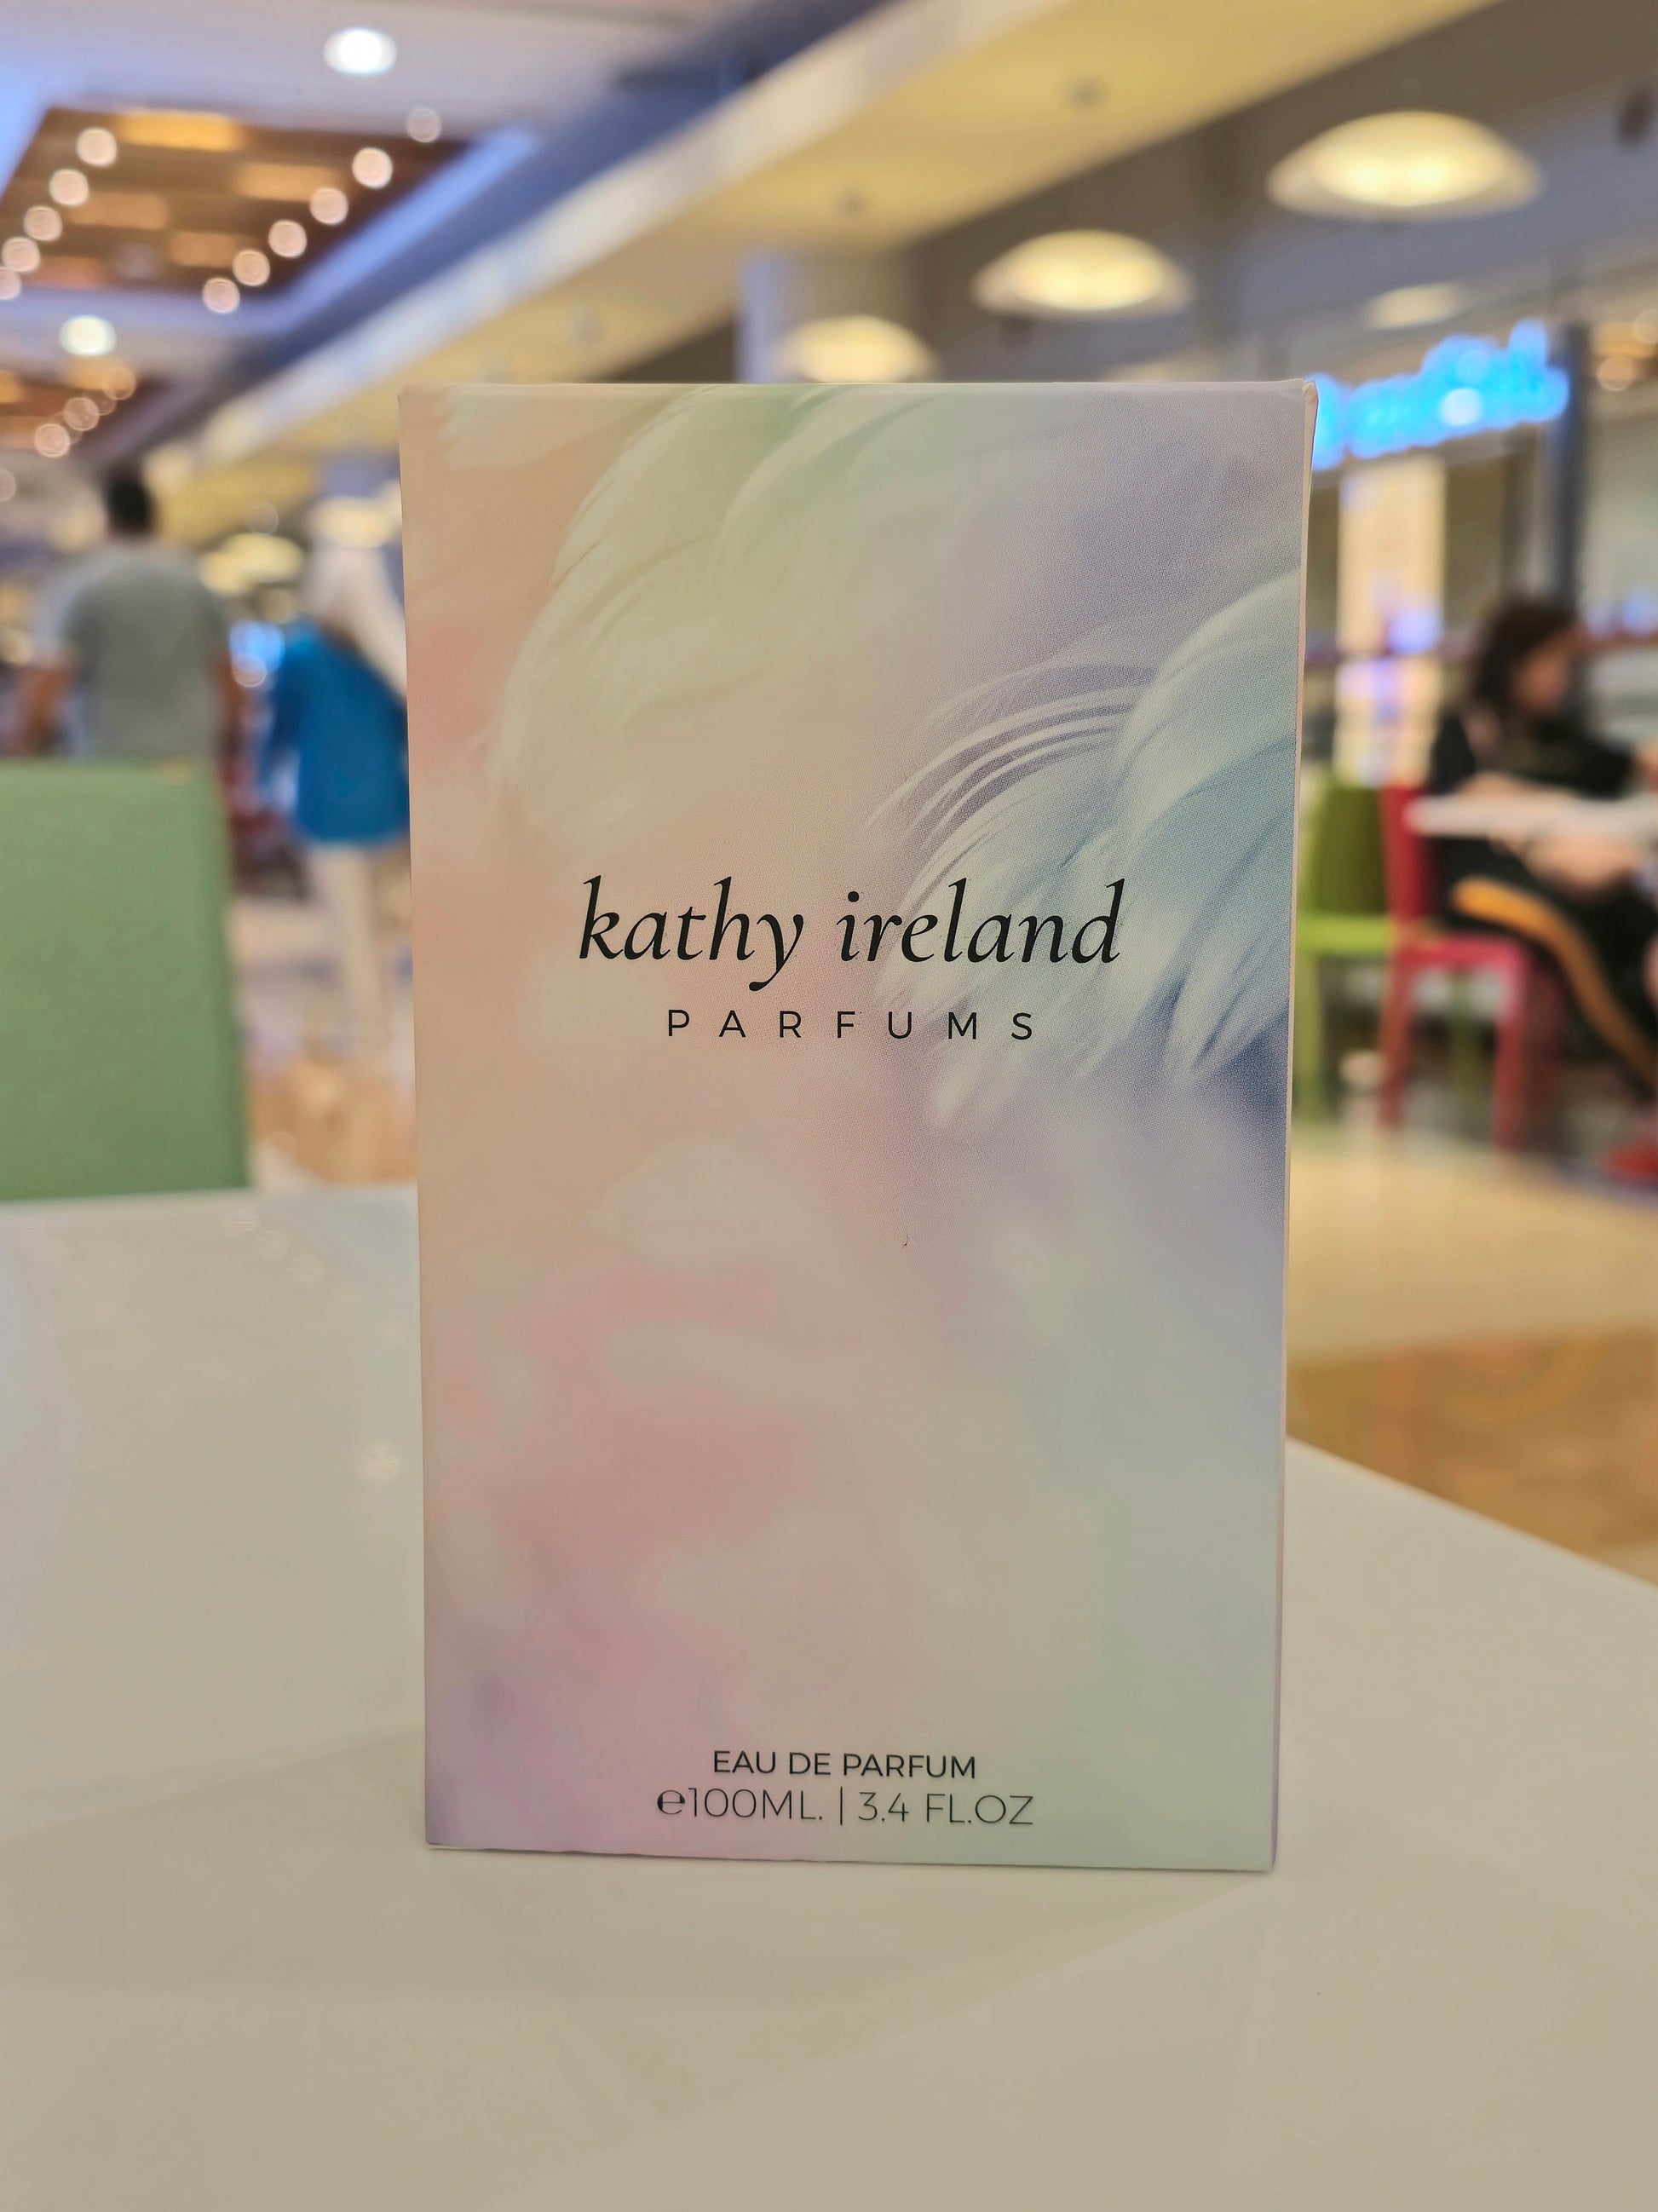 kathy ireland
PARFUMS
EAU DE PARFUM
℮100ML. | 3.4 FL.OZ